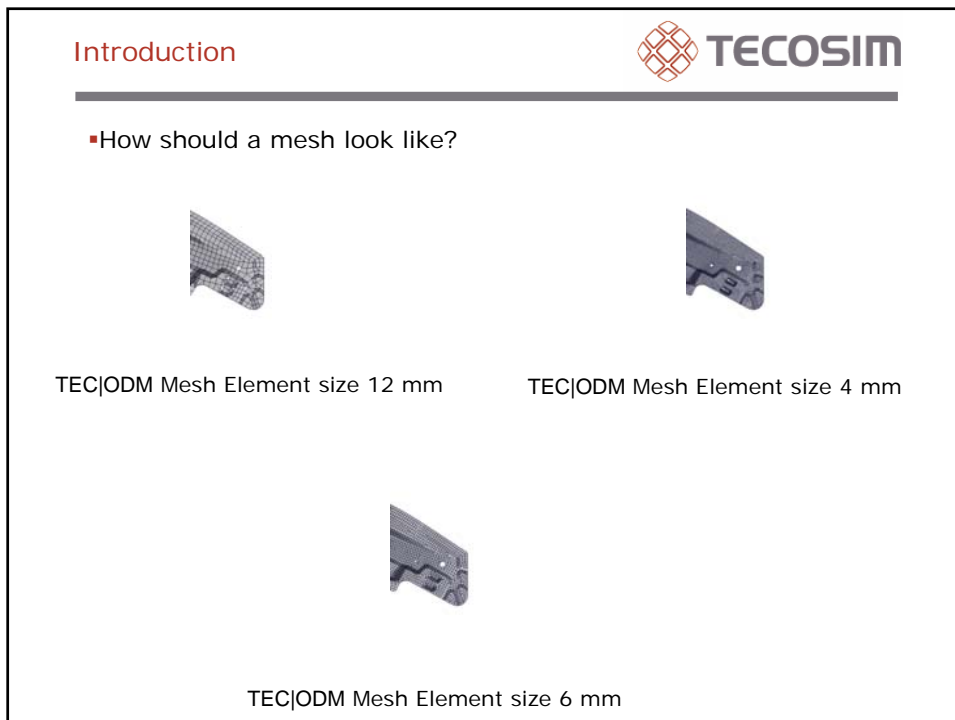 Introduction
TECOSIM
▪How should a mesh look like?
TEC|ODM Mesh Element size 12 mm
TEC|ODM Mesh Element size 4 mm
TEC|ODM Mesh Element size 6 mm